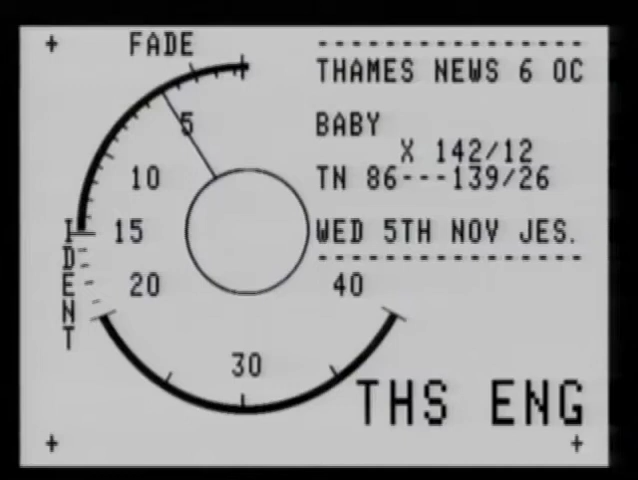 FADE
THAMES NEWS 6 OC
BABY
X 142/12
TN 86---139/26
WED 5TH NOV JES.
5
10
15
20
30
40
IDENT
THS ENG